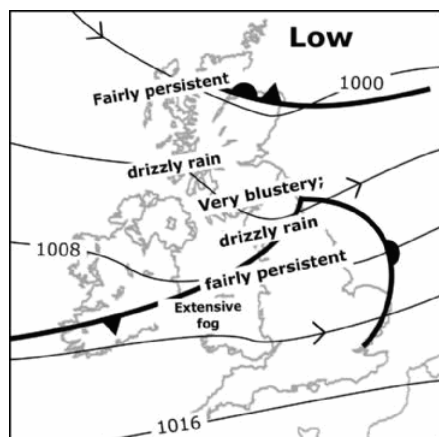 Low
Fairly persistent
1000
drizzly rain
Very blustery;
drizzly rain
1008
fairly persistent
Extensive
fog
1016